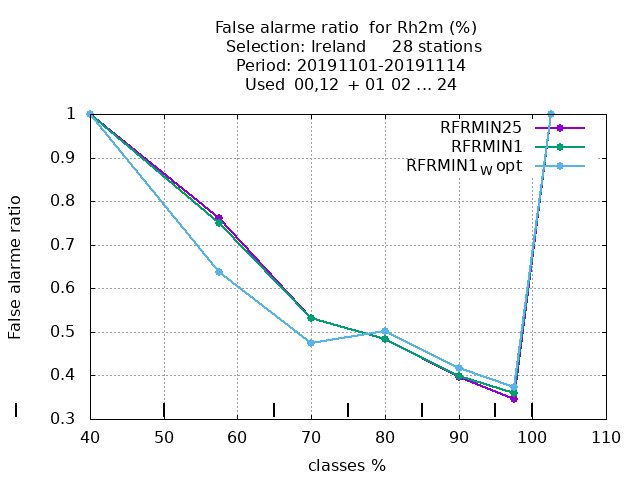 False alarme ratio for Rh2m (%)
Selection: Ireland 28 stations
Period: 20191101-20191114
Used 00,12 + 01 02 ... 24
RFRMIN25
RFRMIN1
RFRMIN1W opt
False alarme ratio
1
0.9
0.8
0.7
0.6
0.5
0.4
0.3
40 50 60 70 80 90 100 110
classes %